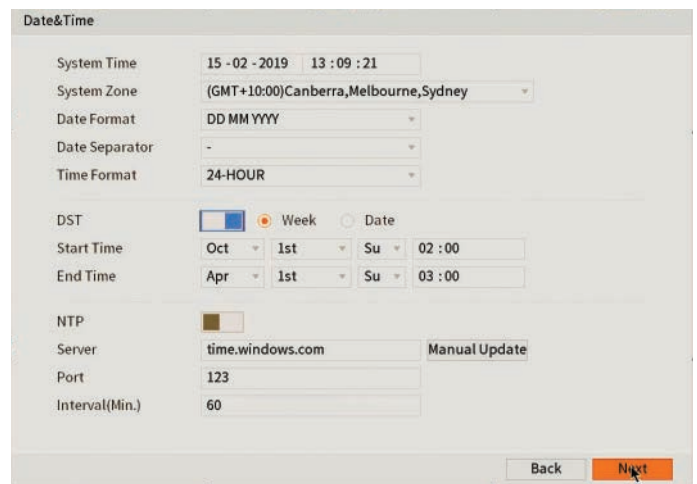 Date&Time
System Time 15 - 02 - 2019 13 : 09 : 21
System Zone (GMT+10:00)Canberra,Melbourne,Sydney
Date Format DD MM YYYY
Date Separator -
Time Format 24-HOUR
DST Week Date
Start Time Oct 1st Su 02 : 00
End Time Apr 1st Su 03 : 00
NTP
Server time.windows.com Manual Update
Port 123
Interval(Min.) 60
Back Next